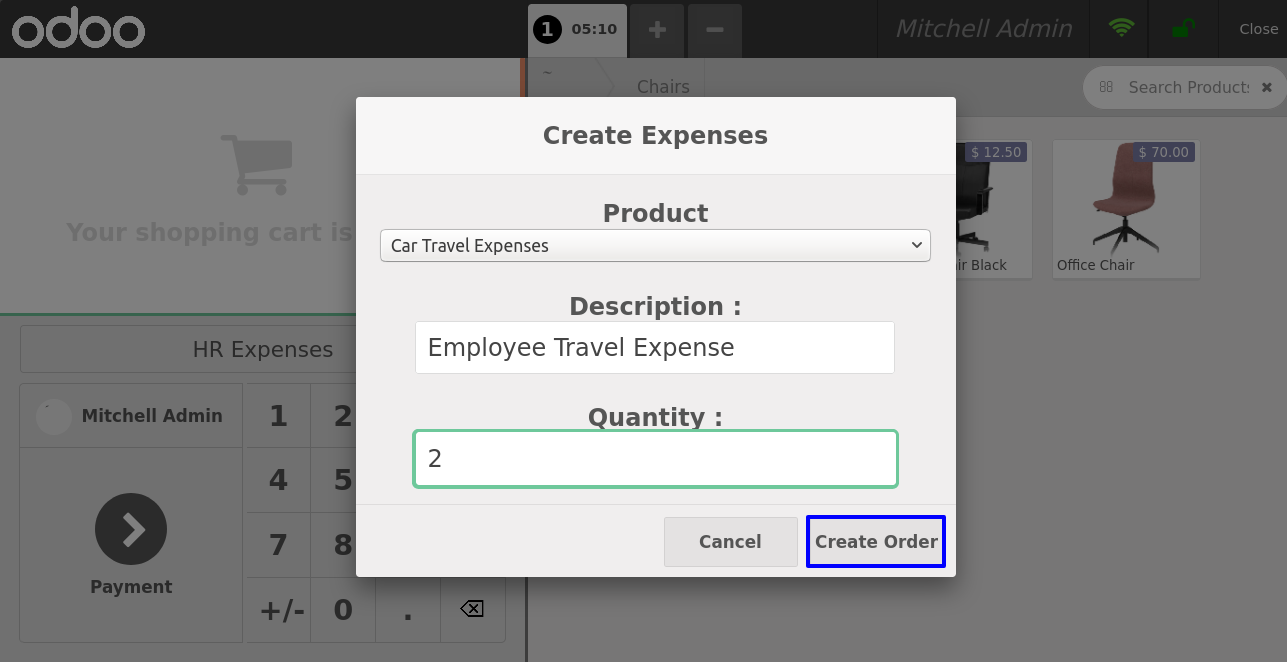 odoo
1 05:10
+ −
Mitchell Admin
Close
~
Chairs
Search Products
Your shopping cart is
HR Expenses
Mitchell Admin
Payment
1 2
4 5
7 8
+/- 0 .
$ 12.50
air Black
$ 70.00
Office Chair
Create Expenses
Product
Car Travel Expenses
Description :
Employee Travel Expense
Quantity :
2
Cancel
Create Order